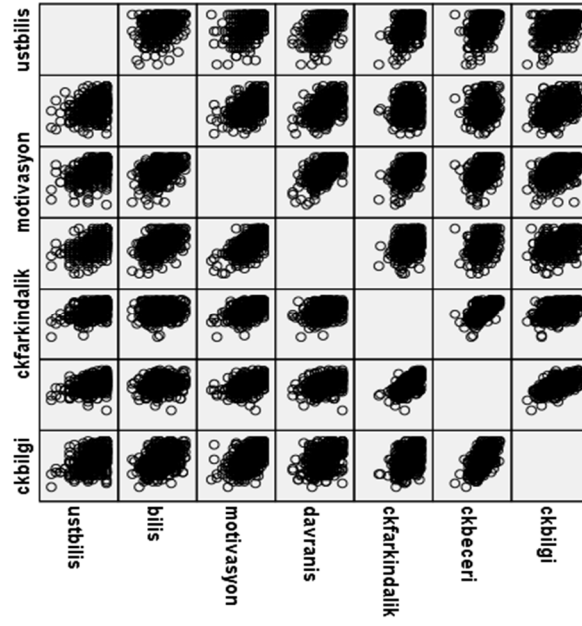 ustbilis
motivasyon
ckfarkindalik
ckbilgi
ustbilis
bilis
motivasyon
davranis
ckfarkindalik
ckbeceri
ckbilgi